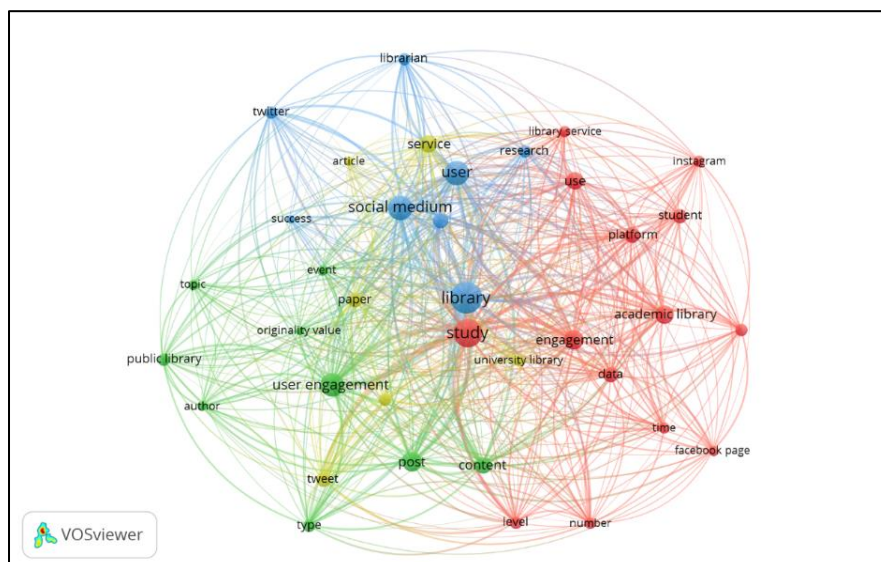 librarian
twitter
library service
service
research
article
instagram
user
use
social medium
student
success
platform
event
topic
paper
library
academic library
originality value
study
engagement
public library
university library
user engagement
data
author
time
facebook page
post
content
tweet
type
level
number
VOSviewer